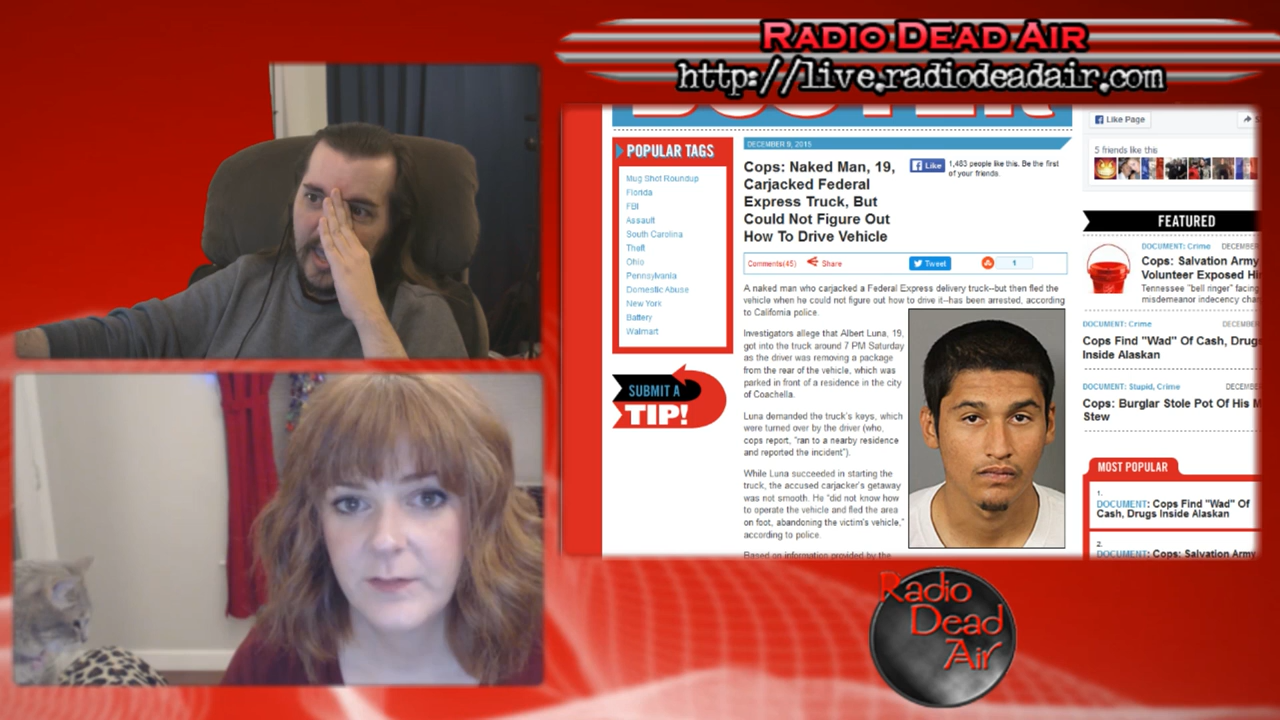 RADIO DEAD AIR
http://live.radiodeadair.com
POPULAR TAGS
Mug Shot Roundup
Florida
FBI
Assault
South Carolina
Theft
Ohio
Pennsylvania
Domestic Abuse
New York
Battery
Walmart
SUBMIT A
TIP!
DECEMBER 9, 2015
Cops: Naked Man, 19,
Carjacked Federal
Express Truck, But
Could Not Figure Out
How To Drive Vehicle
Like
1,483 people like this. Be the first
of your friends.
Comments(45)
Share
Tweet
1
A naked man who carjacked a Federal Express delivery truck--but then fled the
vehicle when he could not figure out how to drive it--has been arrested, according
to California police.
Investigators allege that Albert Luna, 19,
got into the truck around 7 PM Saturday
as the driver was removing a package
from the rear of the vehicle, which was
parked in front of a residence in the city
of Coachella.
Luna demanded the truck's keys, which
were turned over by the driver (who,
cops report, "ran to a nearby residence
and reported the incident").
While Luna succeeded in starting the
truck, the accused carjacker's getaway
was not smooth. He "did not know how
to operate the vehicle and fled the area
on foot, abandoning the victim's vehicle,"
according to police.
Based on information provided by the
Like Page
S
5 friends like this
FEATURED
DOCUMENT: Crime
DECEMBER
Cops: Salvation Army
Volunteer Exposed Hi
Tennessee "bell ringer" facing
misdemeanor indecency char
DOCUMENT: Crime
DECEMBE
Cops Find "Wad" Of Cash, Drugs
Inside Alaskan
DOCUMENT: Stupid, Crime
DECEMBE
Cops: Burglar Stole Pot Of His M
Stew
MOST POPULAR
1.
DOCUMENT: Cops Find "Wad" Of
Cash, Drugs Inside Alaskan
2.
DOCUMENT: Cops: Salvation Army
Radio
Dead
Air